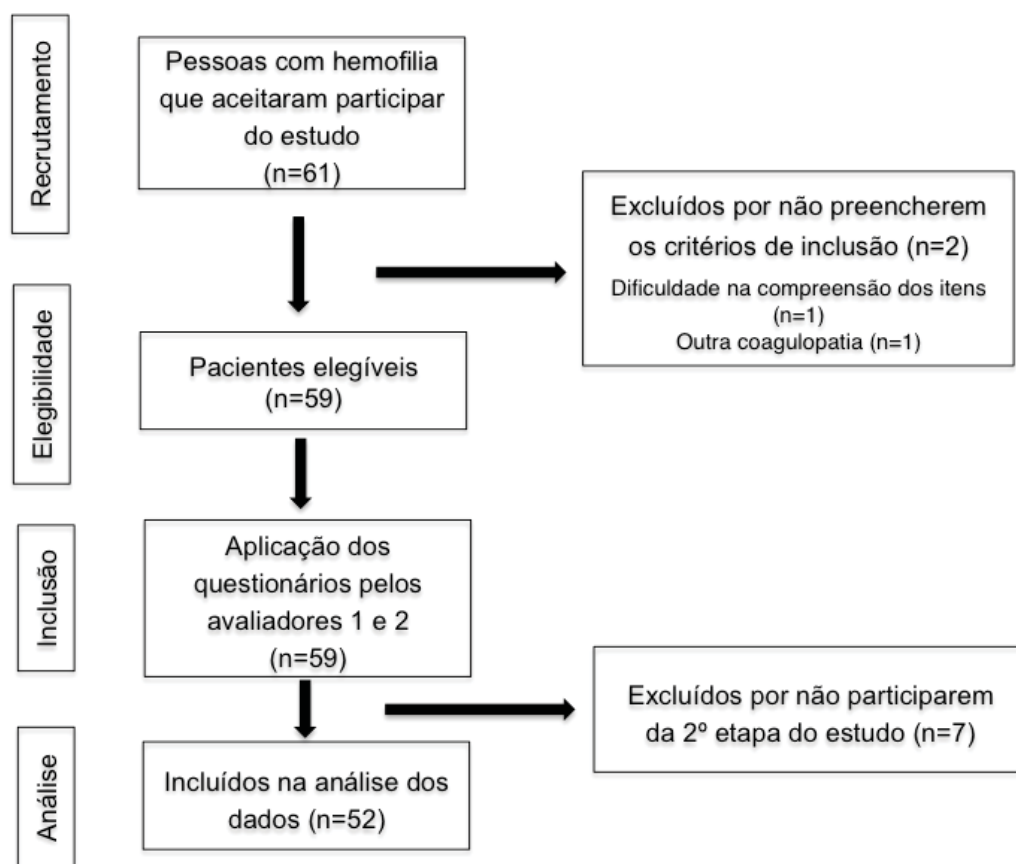 Recrutamento
Pessoas com hemofilia
que aceitaram participar
do estudo
(n=61)
Excluídos por não preencherem
os critérios de inclusão (n=2)
Dificuldade na compreensão dos itens
(n=1)
Outra coagulopatia (n=1)
Elegibilidade
Pacientes elegíveis
(n=59)
Inclusão
Aplicação dos
questionários pelos
avaliadores 1 e 2
(n=59)
Excluídos por não participarem
da 2º etapa do estudo (n=7)
Análise
Incluídos na análise dos
dados (n=52)